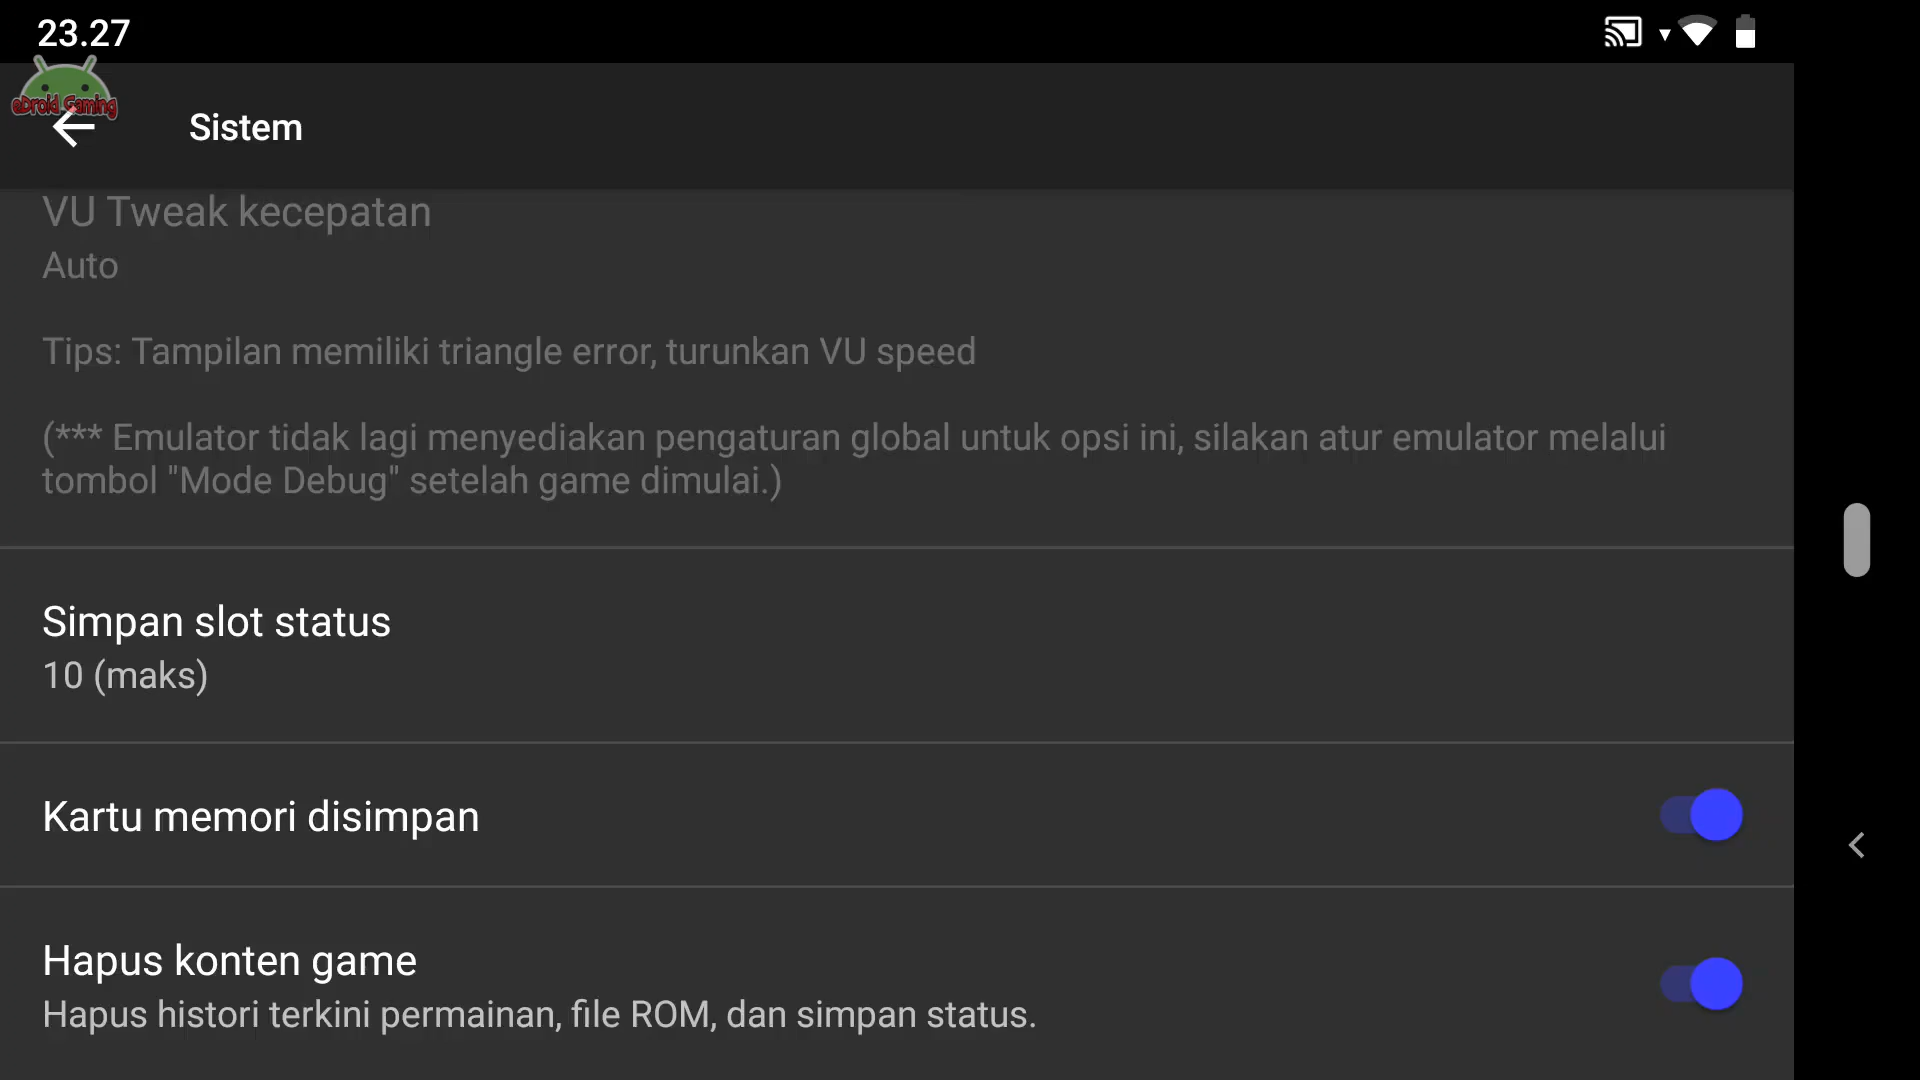 23.27
eDroid Gaming
Sistem
VU Tweak kecepatan
Auto
Tips: Tampilan memiliki triangle error, turunkan VU speed
(*** Emulator tidak lagi menyediakan pengaturan global untuk opsi ini, silakan atur emulator melalui
tombol "Mode Debug" setelah game dimulai.)
Simpan slot status
10 (maks)
Kartu memori disimpan
Hapus konten game
Hapus histori terkini permainan, file ROM, dan simpan status.